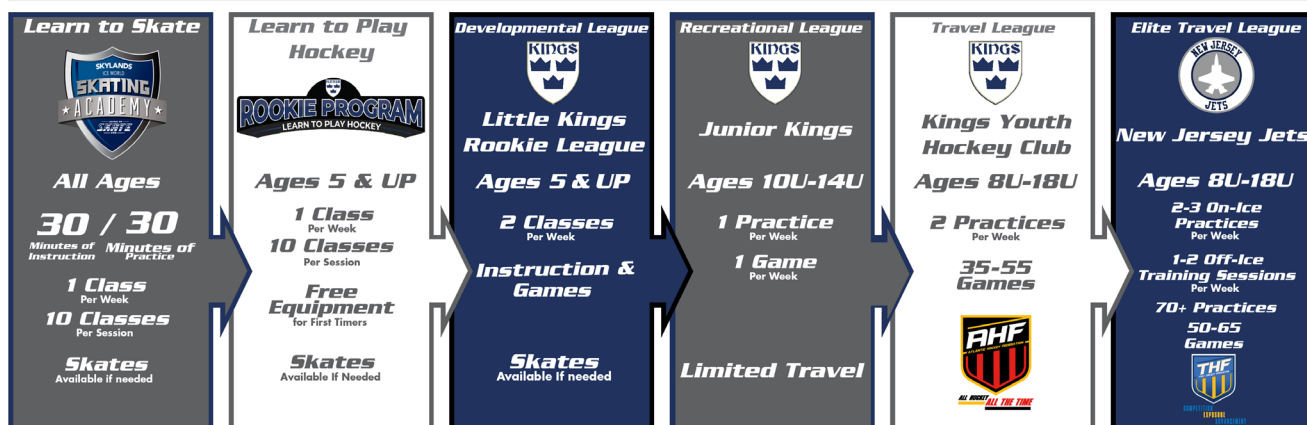 Learn to Skate
SKYLANDS
ICE WORLD
SKATING
ACADEMY
SKATE
All Ages
30 / 30
Minutes of Instruction
Minutes of Practice
1 Class
Per Week
10 Classes
Per Session
Skates
Available if needed
Learn to Play
Hockey
KINGS
ROOKIE PROGRAM
LEARN TO PLAY HOCKEY
Ages 5 & UP
1 Class
Per Week
10 Classes
Per Session
Free
Equipment
for First Timers
Skates
Available If Needed
Developmental League
KINGS
Little Kings
Rookie League
Ages 5 & UP
2 Classes
Per Week
Instruction &
Games
Skates
Available If needed
Recreational League
KINGS
Junior Kings
Ages 10U-14U
1 Practice
Per Week
1 Game
Per Week
Limited Travel
Travel League
KINGS
Kings Youth
Hockey Club
Ages 8U-18U
2 Practices
Per Week
35-55
Games
AHF
ATLANTIC HOCKEY FEDERATION
ALL HOCKEY
ALL THE TIME
Elite Travel League
NEW JERSEY
JETS
New Jersey Jets
Ages 8U-18U
2-3 On-Ice
Practices
Per Week
1-2 Off-Ice
Training Sessions
Per Week
70+ Practices
50-65
Games
THF
COMPETITION
EXPOSURE
ADVANCEMENT